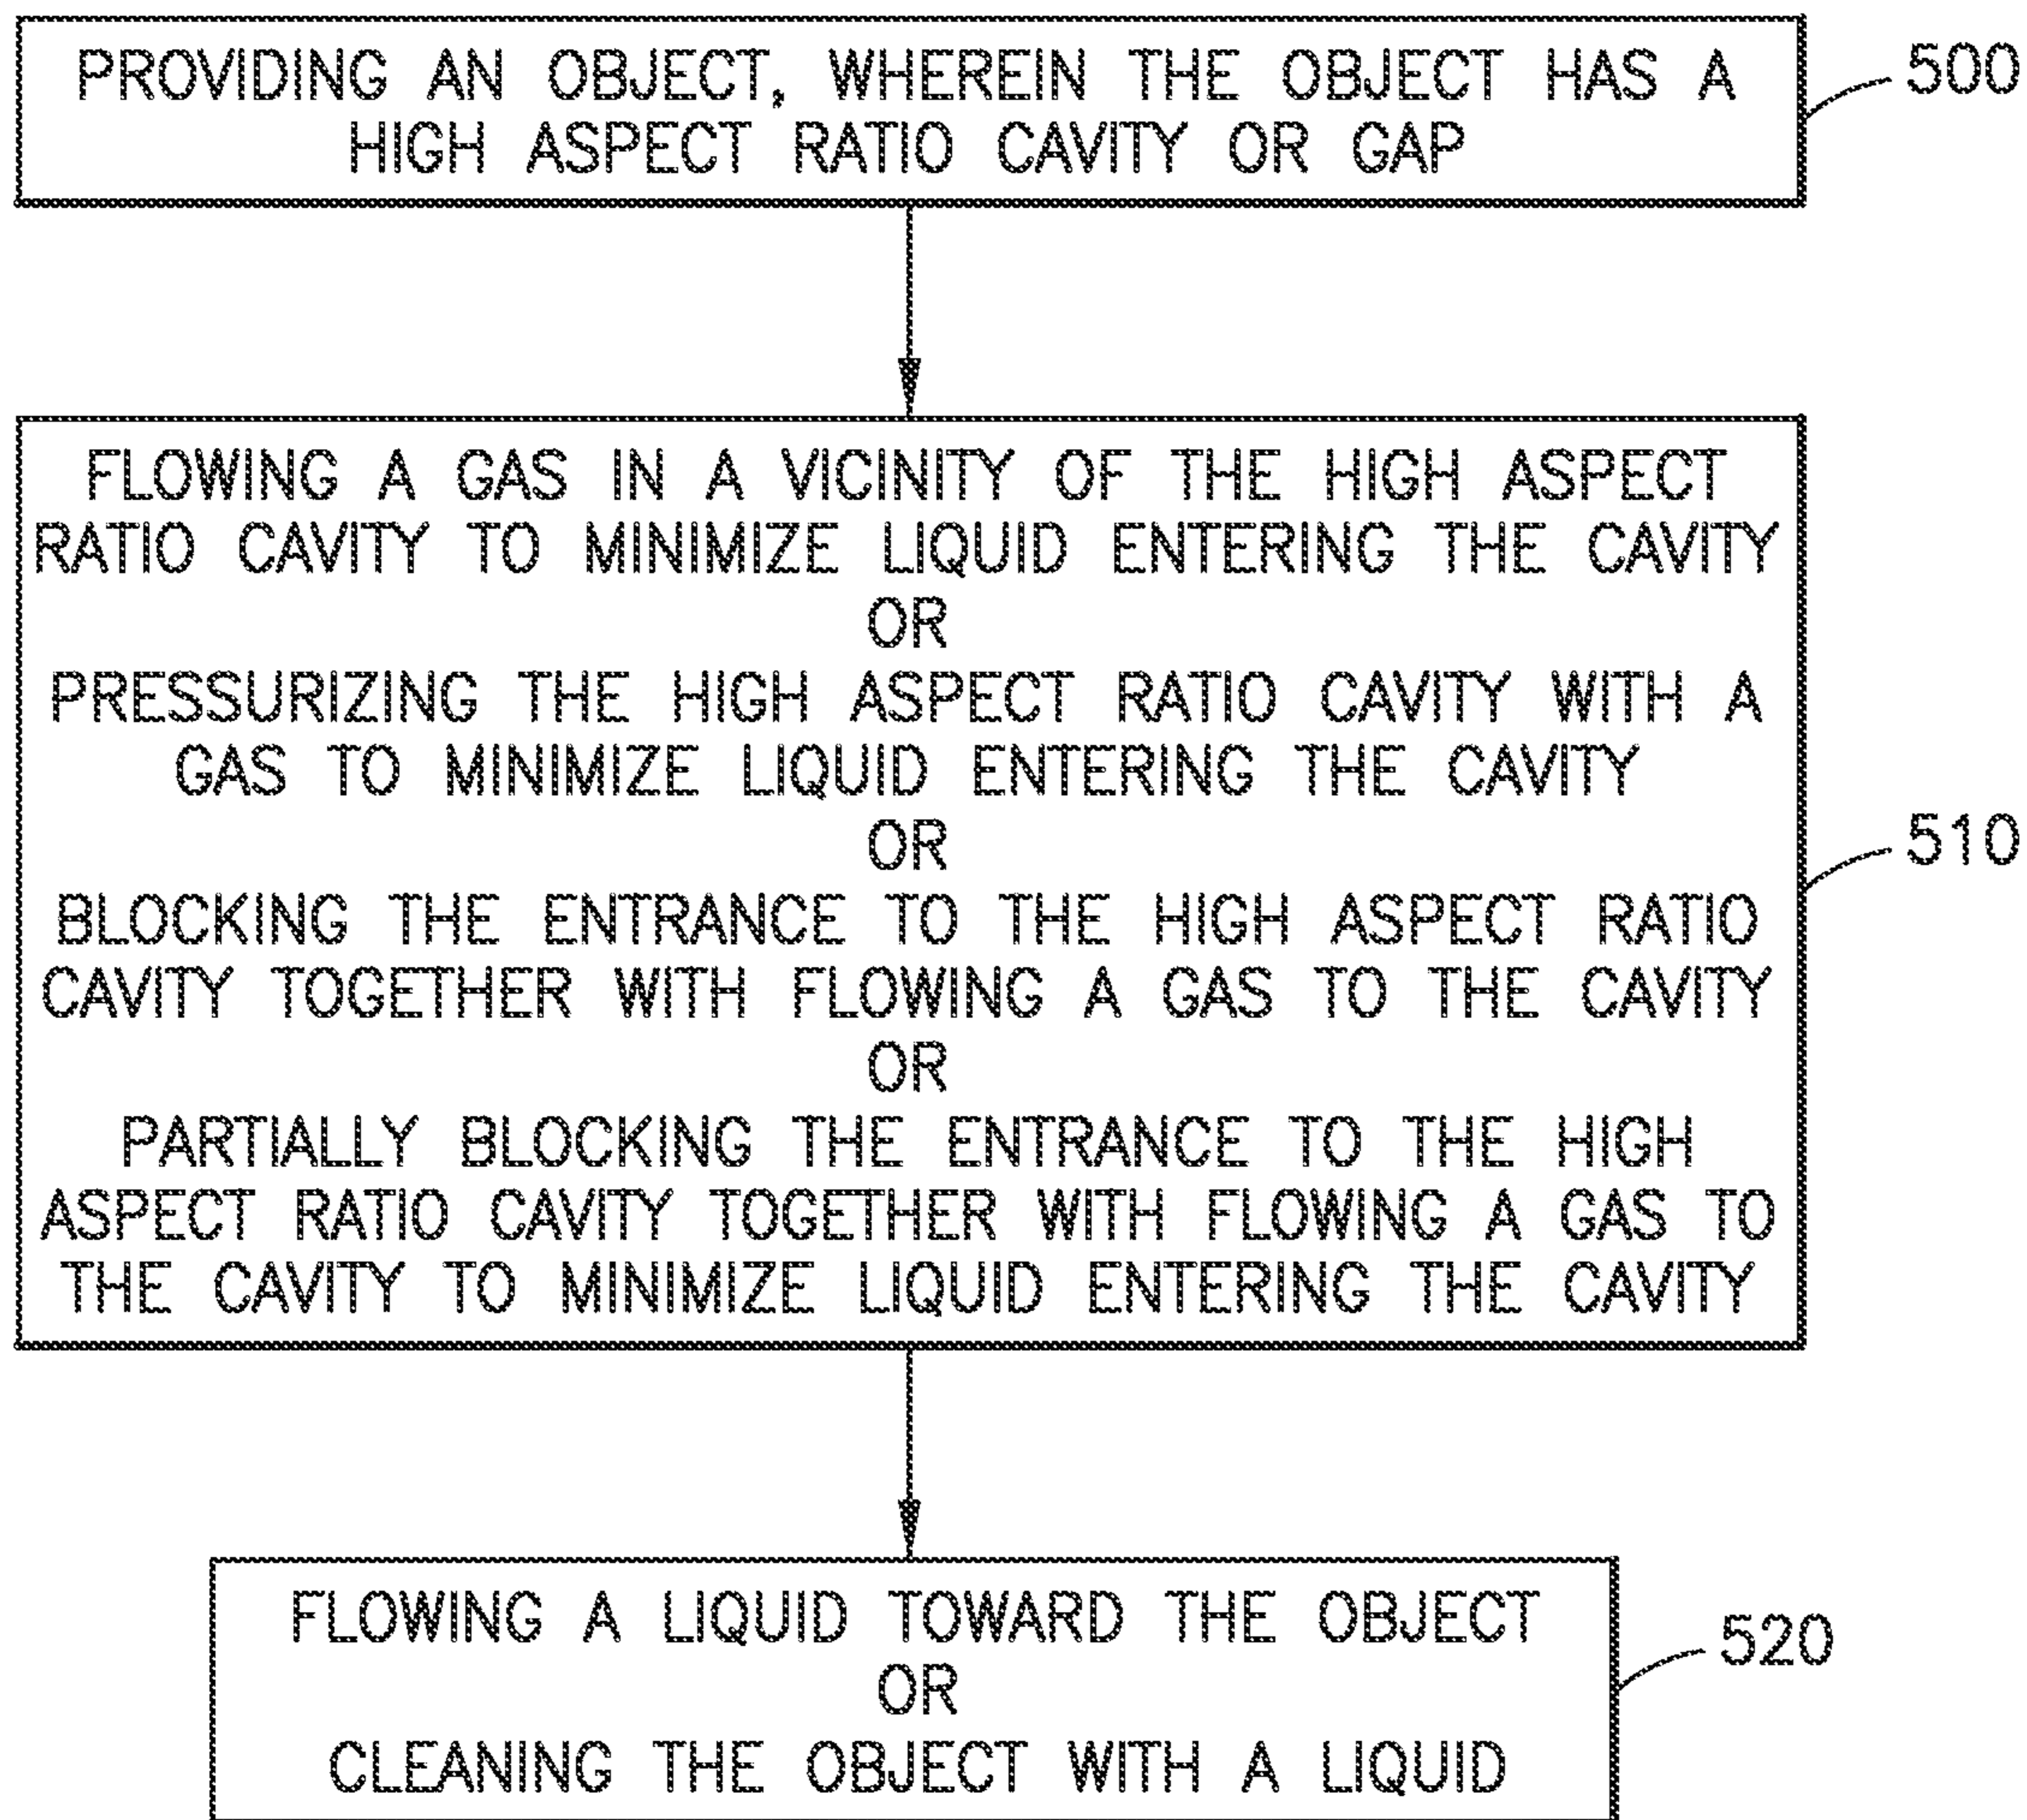 PROVIDING AN OBJECT, WHEREIN THE OBJECT HAS A
HIGH ASPECT RATIO CAVITY OR GAP
500
FLOWING A GAS IN A VICINITY OF THE HIGH ASPECT
RATIO CAVITY TO MINIMIZE LIQUID ENTERING THE CAVITY
OR
PRESSURIZING THE HIGH ASPECT RATIO CAVITY WITH A
GAS TO MINIMIZE LIQUID ENTERING THE CAVITY
OR
BLOCKING THE ENTRANCE TO THE HIGH ASPECT RATIO
CAVITY TOGETHER WITH FLOWING A GAS TO THE CAVITY
OR
PARTIALLY BLOCKING THE ENTRANCE TO THE HIGH
ASPECT RATIO CAVITY TOGETHER WITH FLOWING A GAS TO
THE CAVITY TO MINIMIZE LIQUID ENTERING THE CAVITY
510
FLOWING A LIQUID TOWARD THE OBJECT
OR
CLEANING THE OBJECT WITH A LIQUID
520